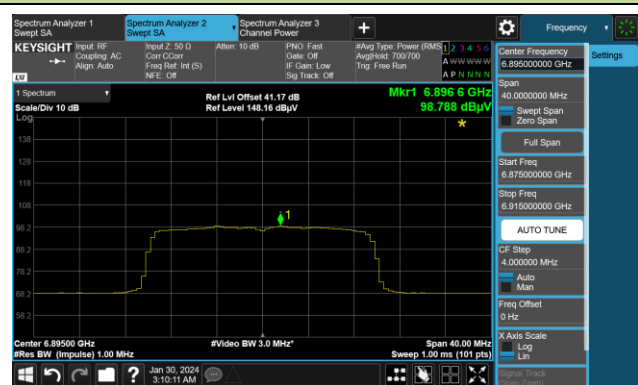 Spectrum Analyzer 1
Swept SA
Spectrum Analyzer 2
Swept SA
Spectrum Analyzer 3
Channel Power
Frequency
KEYSIGHT
Input: RF
Coupling: AC
Align: Auto
Input Z: 50 Ω
Corr CCorr
Freq Ref: Int (S)
NFE: Off
Atten: 10 dB
PNO: Fast
Gate: Off
IF Gain: Low
Sig Track: Off
#Avg Type: Power (RMS
Avg|Hold: 700/700
Trig: Free Run
1 2 3 4 5 6
A W W W W W
A P N N N N
LXI
1 Spectrum
Scale/Div 10 dB
Log
Ref Lvl Offset 41.17 dB
Ref Level 148.16 dBµV
Mkr1 6.896 6 GHz
98.788 dBµV
138
128
118
108
98.2
88.2
78.2
68.2
58.2
1
Center 6.89500 GHz
#Res BW (Impulse) 1.00 MHz
#Video BW 3.0 MHz*
Span 40.00 MHz
Sweep 1.00 ms (101 pts)
Jan 30, 2024
3:10:11 AM
Center Frequency
6.895000000 GHz
Settings
Span
40.0000000 MHz
Swept Span
Zero Span
Full Span
Start Freq
6.875000000 GHz
Stop Freq
6.915000000 GHz
AUTO TUNE
CF Step
4.000000 MHz
Auto
Man
Freq Offset
0 Hz
X Axis Scale
Log
Lin
Signal Track
(Span Zoom)